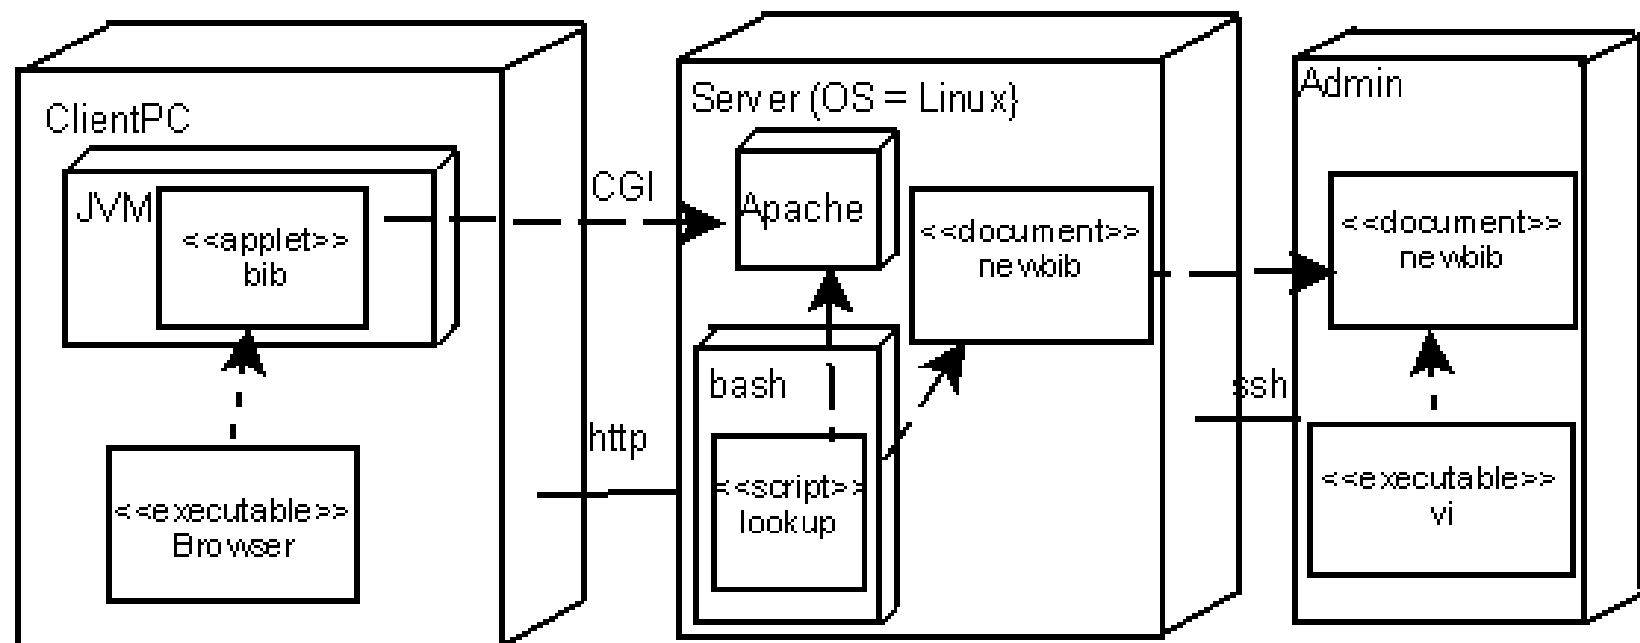 ClientPC
JVM
<<applet>>
bib
<<executable>>
Browser
CGI
http
Server (OS = Linux}
Apache
<<document>>
newbib
bash
<<script>>
lookup
ssh
Admin
<<document>>
newbib
<<executable>>
vi